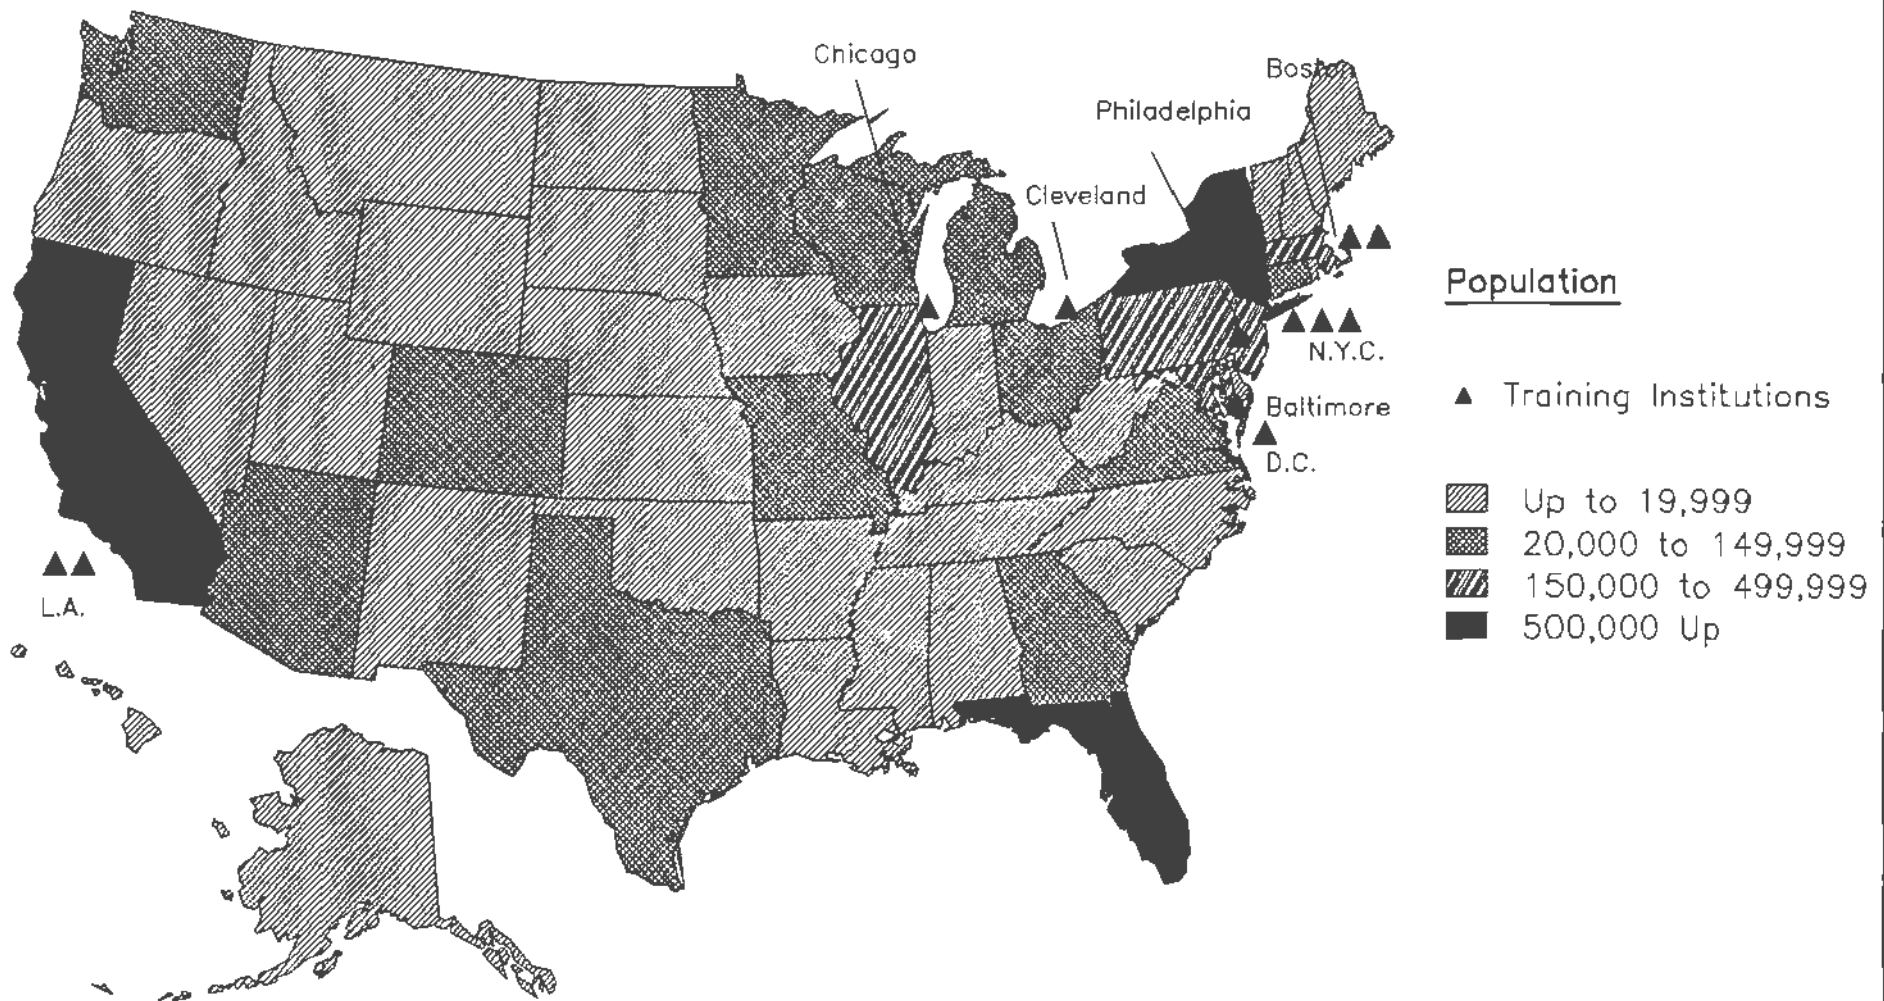 Chicago
Boston
Philadelphia
Cleveland
N.Y.C.
Baltimore
D.C.
L.A.
Population
Training Institutions
Up to 19,999
20,000 to 149,999
150,000 to 499,999
500,000 Up